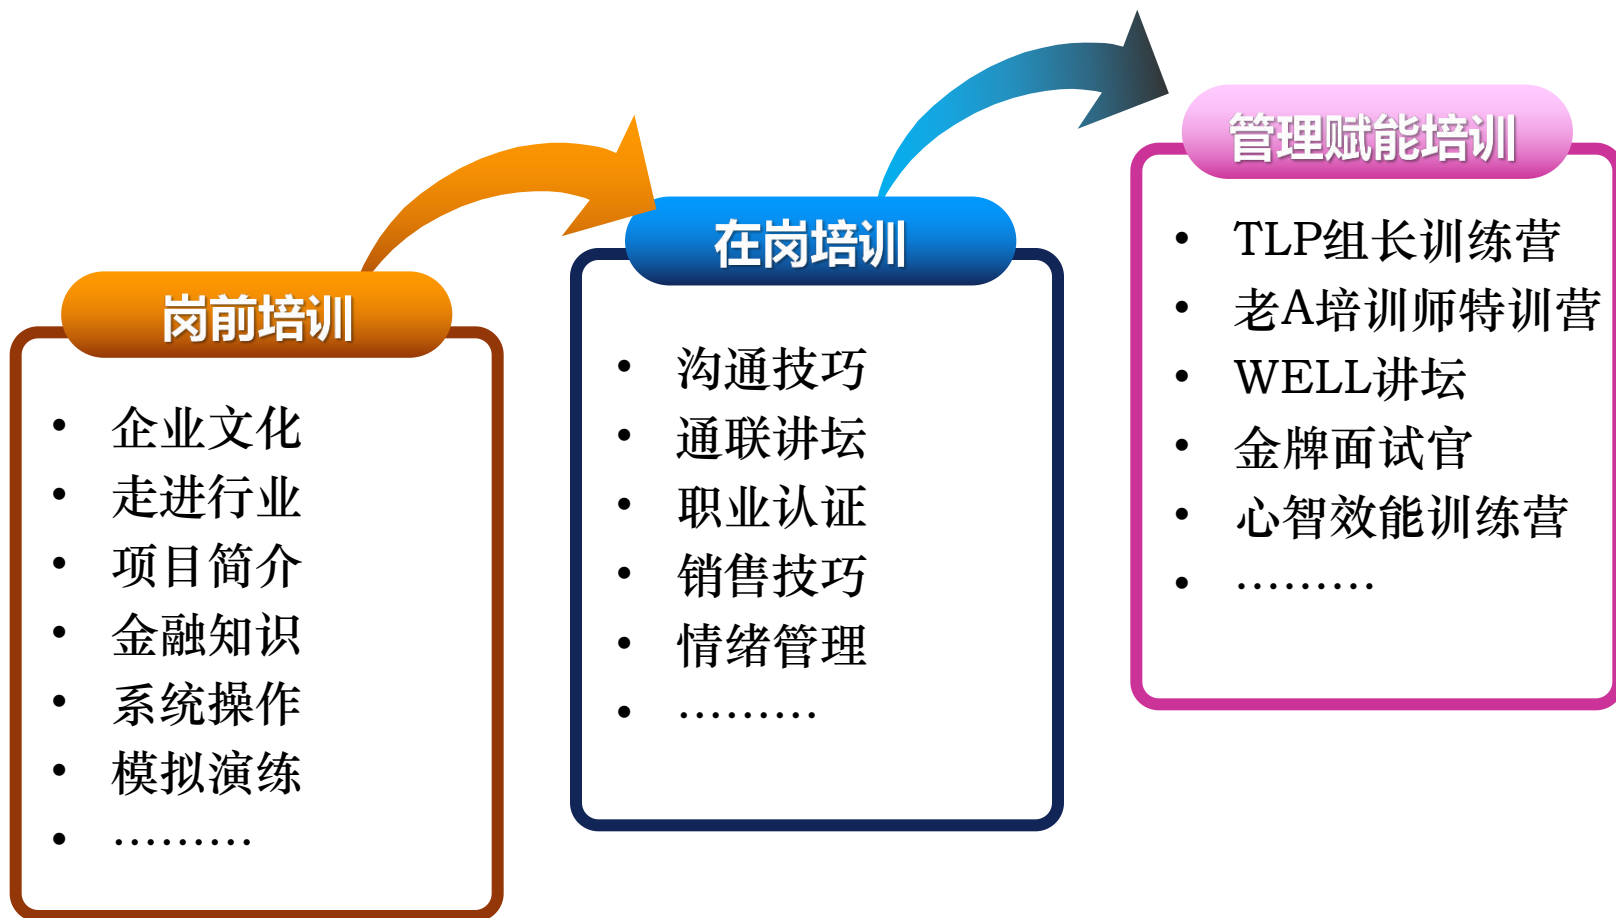 岗前培训
• 企业文化
• 走进行业
• 项目简介
• 金融知识
• 系统操作
• 模拟演练
• ………
在岗培训
• 沟通技巧
• 通联讲坛
• 职业认证
• 销售技巧
• 情绪管理
• ………
管理赋能培训
• TLP组长训练营
• 老A培训师特训营
• WELL讲坛
• 金牌面试官
• 心智效能训练营
• ………